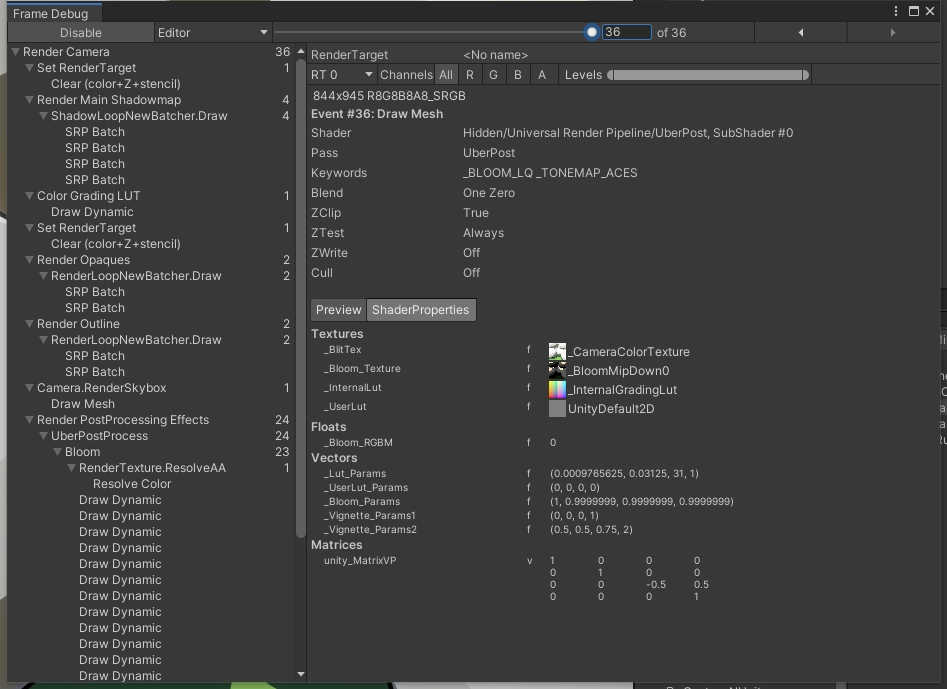 Frame Debug
Disable
Editor
36 of 36
Render Camera 36
Set RenderTarget 1
Clear (color+Z+stencil)
Render Main Shadowmap 4
ShadowLoopNewBatcher.Draw 4
SRP Batch
SRP Batch
SRP Batch
SRP Batch
Color Grading LUT 1
Draw Dynamic
Set RenderTarget 1
Clear (color+Z+stencil)
Render Opaques 2
RenderLoopNewBatcher.Draw 2
SRP Batch
SRP Batch
Render Outline 2
RenderLoopNewBatcher.Draw 2
SRP Batch
SRP Batch
Camera.RenderSkybox 1
Draw Mesh
Render PostProcessing Effects 24
UberPostProcess 24
Bloom 23
RenderTexture.ResolveAA 1
Resolve Color
Draw Dynamic
Draw Dynamic
Draw Dynamic
Draw Dynamic
Draw Dynamic
Draw Dynamic
Draw Dynamic
Draw Dynamic
Draw Dynamic
Draw Dynamic
Draw Dynamic
Draw Dynamic
RenderTarget <No name>
RT 0 Channels All R G B A Levels
844x945 R8G8B8A8_SRGB
Event #36: Draw Mesh
Shader Hidden/Universal Render Pipeline/UberPost, SubShader #0
Pass UberPost
Keywords _BLOOM_LQ _TONEMAP_ACES
Blend One Zero
ZClip True
ZTest Always
ZWrite Off
Cull Off
Preview ShaderProperties
Textures
_BlitTex f _CameraColorTexture
_Bloom_Texture f _BloomMipDown0
_InternalLut f _InternalGradingLut
_UserLut f UnityDefault2D
Floats
_Bloom_RGBM f 0
Vectors
_Lut_Params f (0.0009765625, 0.03125, 31, 1)
_UserLut_Params f (0, 0, 0, 0)
_Bloom_Params f (1, 0.9999999, 0.9999999, 0.9999999)
_Vignette_Params1 f (0, 0, 0, 1)
_Vignette_Params2 f (0.5, 0.5, 0.75, 2)
Matrices
unity_MatrixVP v 1 0 0 0
0 1 0 0
0 0 -0.5 0.5
0 0 0 1